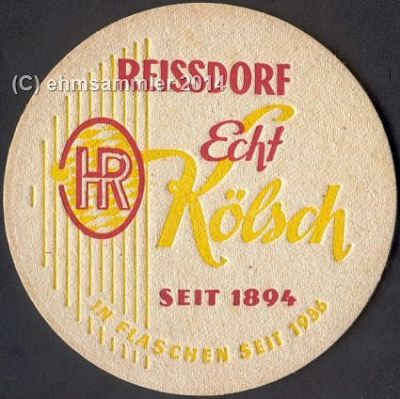 (C) ehmsammler 2014
REISSDORF
Echt
HR
Kölsch
SEIT 1894
IN FLASCHEN SEIT 1936